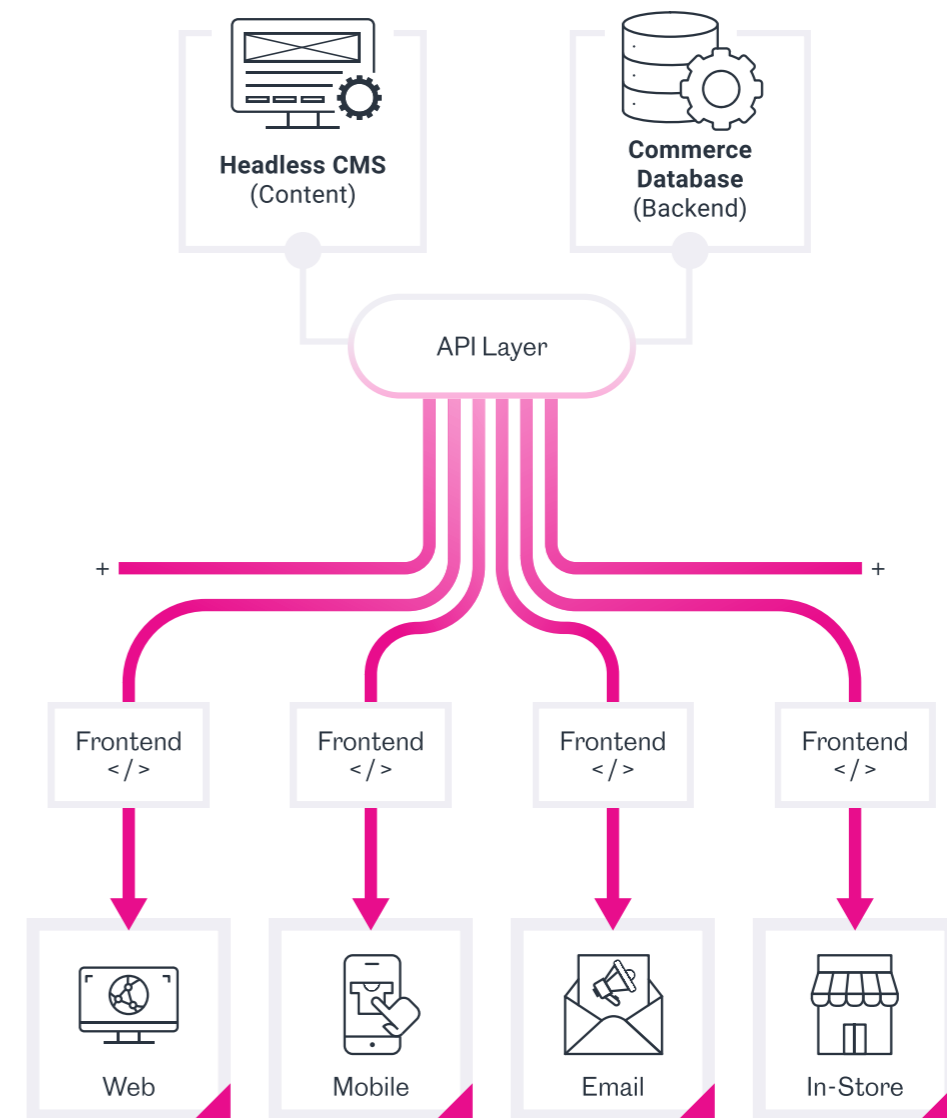 Headless CMS
(Content)
Commerce
Database
(Backend)
API Layer
+
+
Frontend
</>
Frontend
</>
Frontend
</>
Frontend
</>
Web
Mobile
Email
In-Store